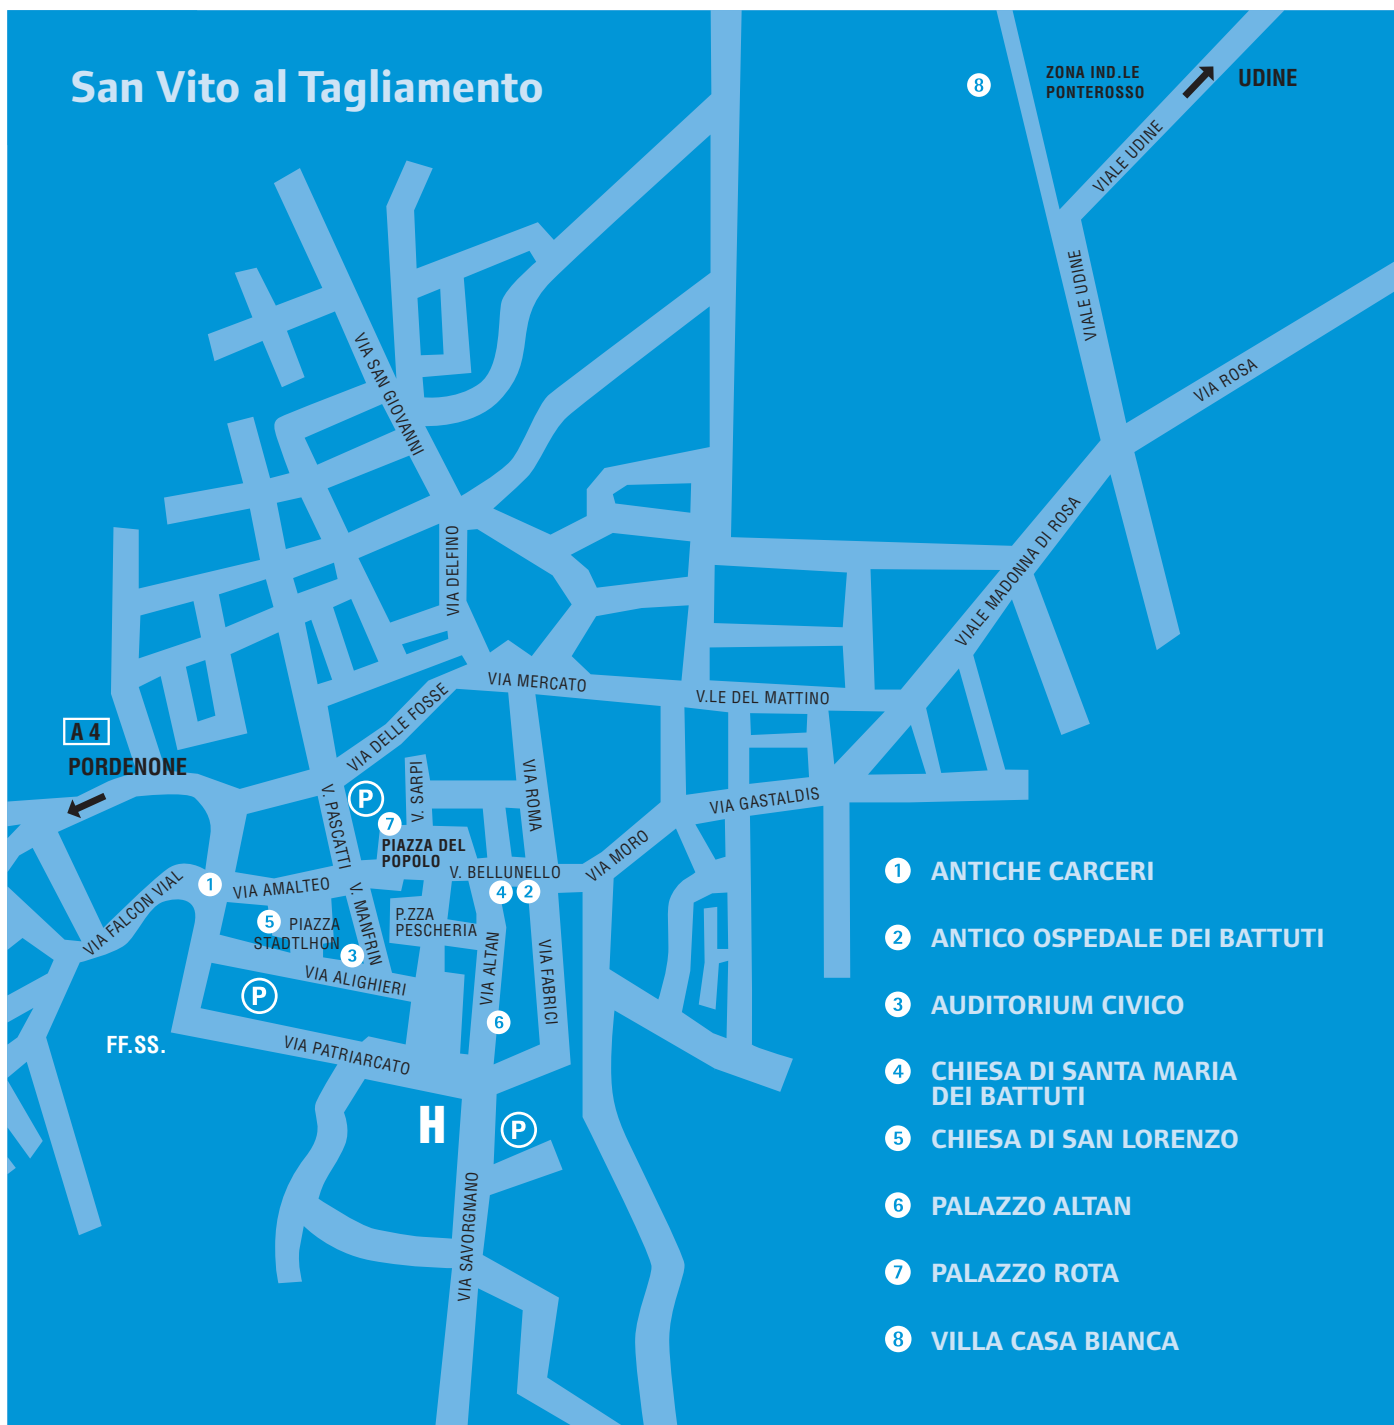 San Vito al Tagliamento
8
ZONA IND.LE
PONTEROSSO
UDINE
VIALE UDINE
VIALE UDINE
VIA ROSA
VIA SAN GIOVANNI
VIA DELFINO
VIALE MADONNA DI ROSA
VIA MERCATO
V.LE DEL MATTINO
VIA DELLE FOSSE
A 4
PORDENONE
P
V. SARPI
VIA ROMA
V. PASCATTI
7
PIAZZA DEL
POPOLO
VIA GASTALDIS
VIA MORO
V. BELLUNELLO
4
2
1
VIA AMALTEO
VIA FALCON VIAL
V. MANFRIN
5
PIAZZA
STADTLHON
3
P.ZZA
PESCHERIA
VIA ALTAN
VIA FABRICI
VIA ALIGHIERI
P
6
FF.SS.
VIA PATRIARCATO
H
P
VIA SAVORGNANO
1 ANTICHE CARCERI
2 ANTICO OSPEDALE DEI BATTUTI
3 AUDITORIUM CIVICO
4 CHIESA DI SANTA MARIA
DEI BATTUTI
5 CHIESA DI SAN LORENZO
6 PALAZZO ALTAN
7 PALAZZO ROTA
8 VILLA CASA BIANCA